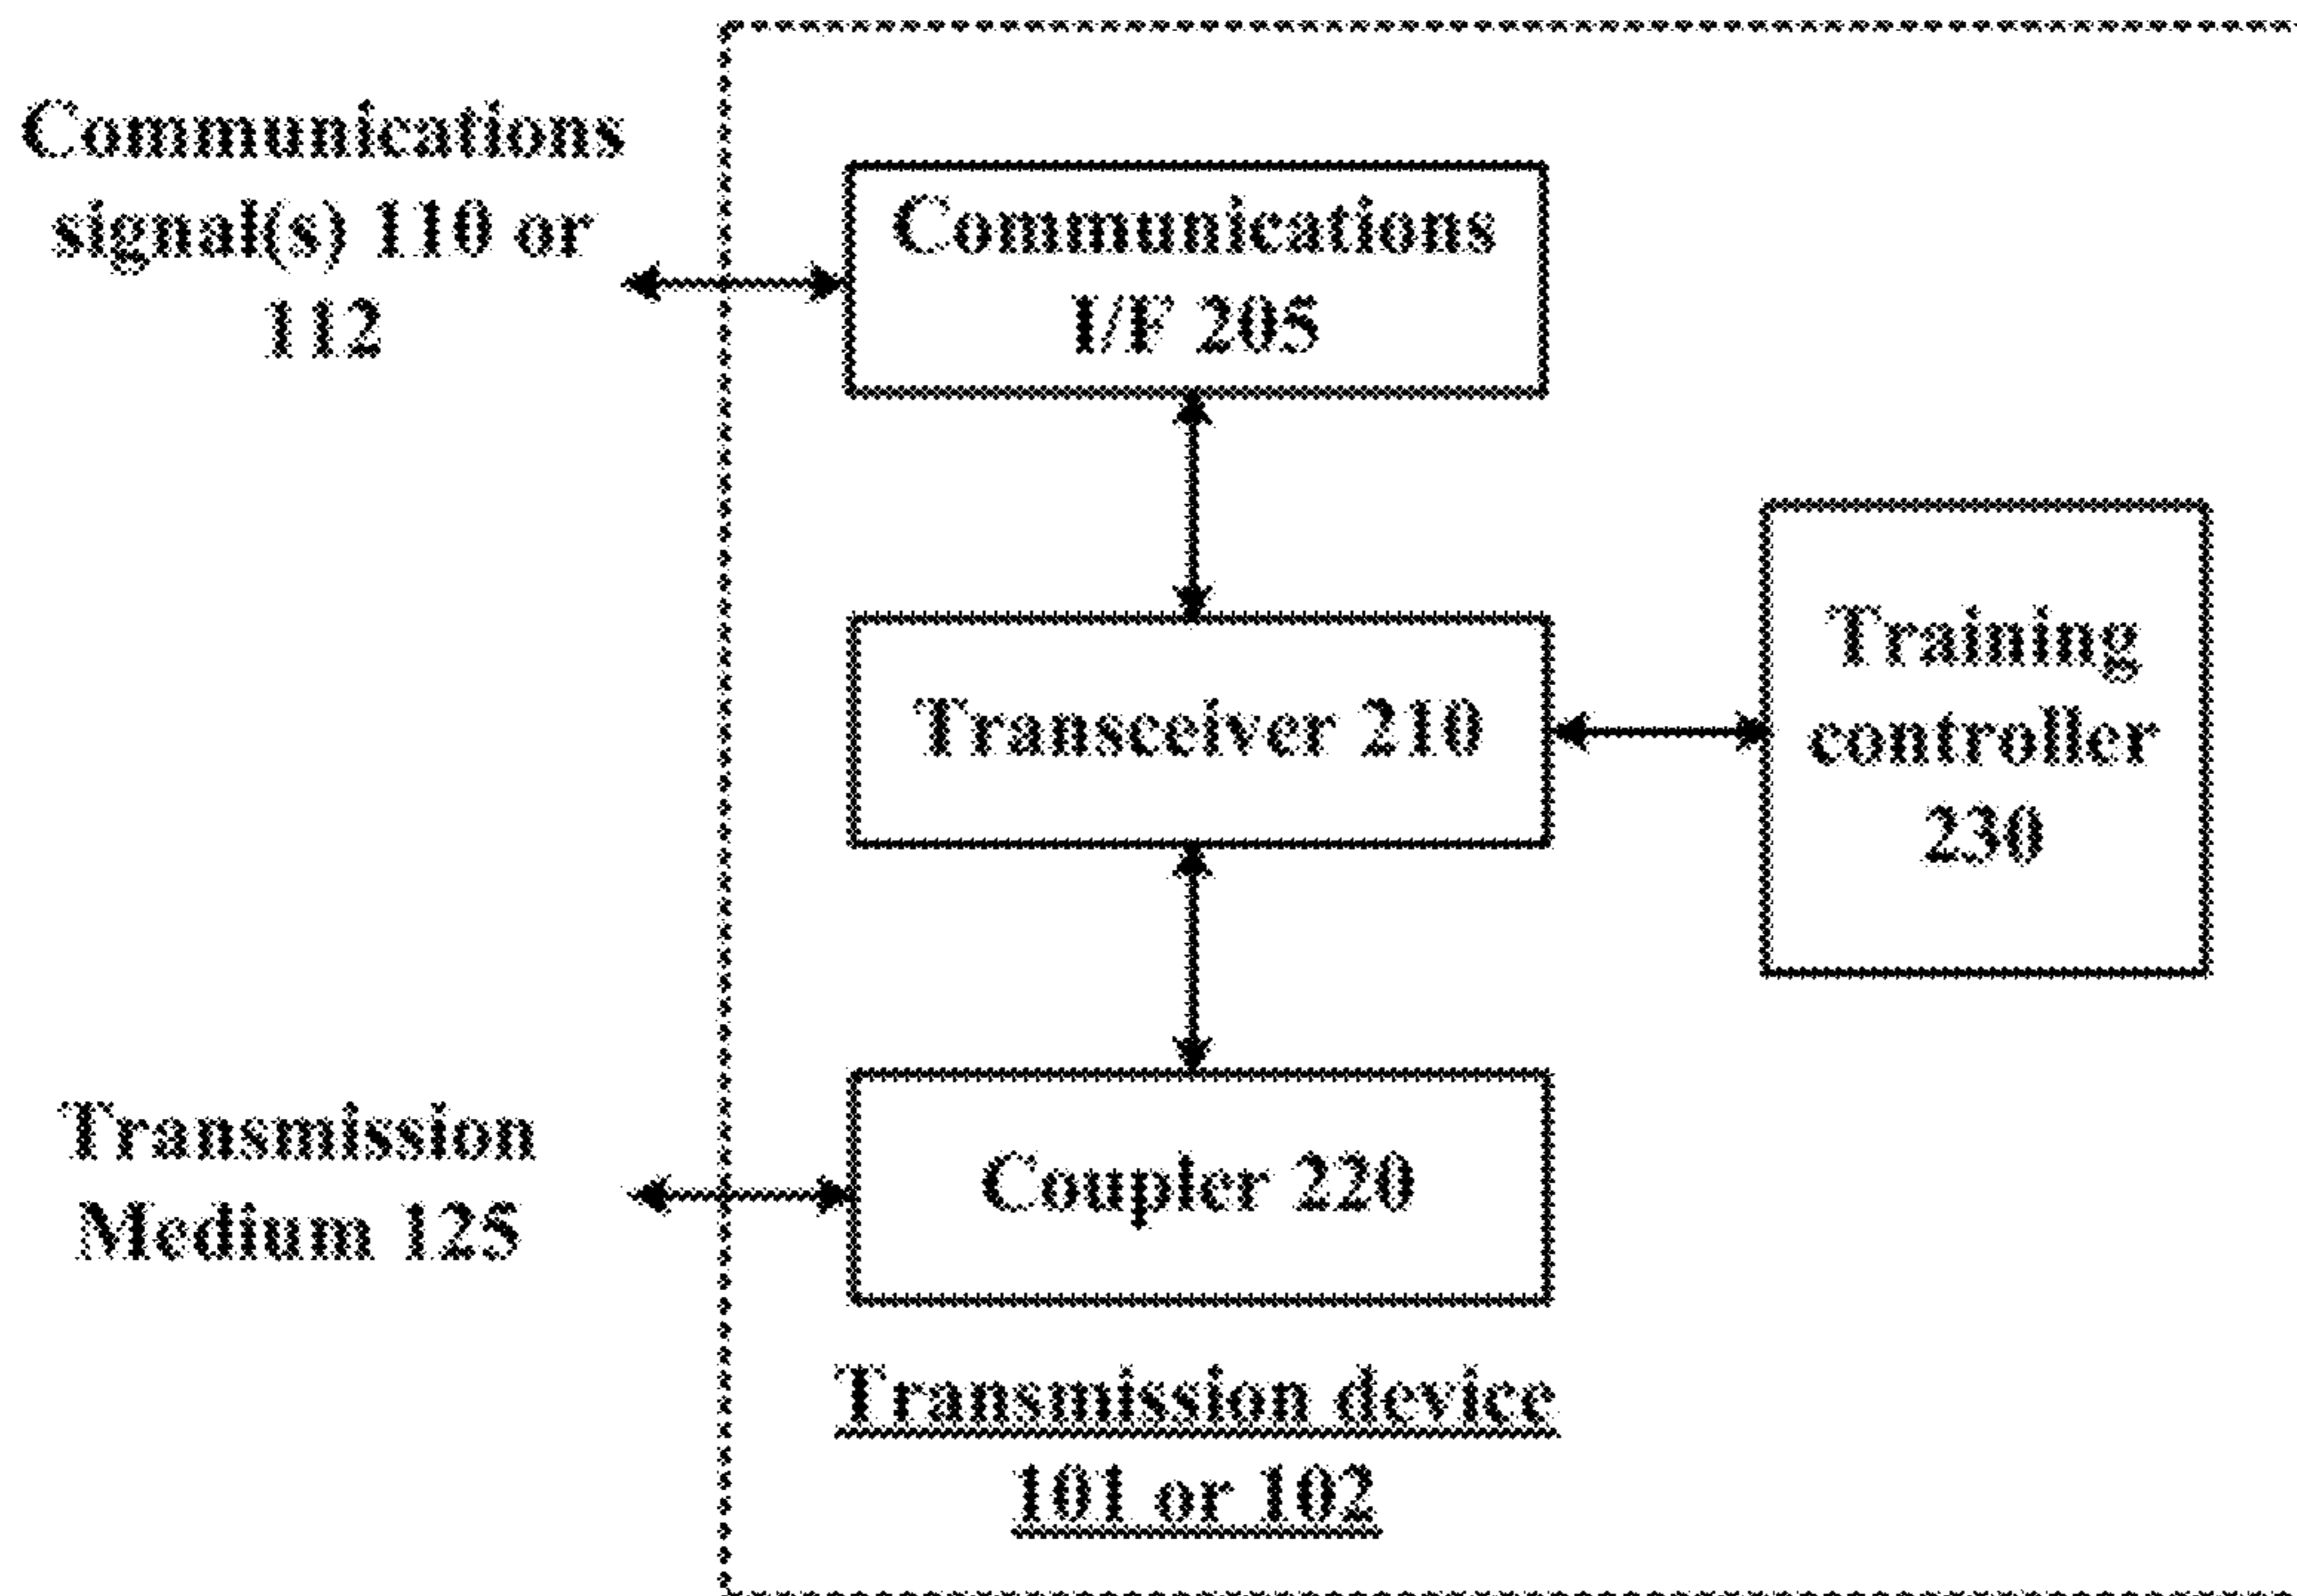 Communications
signal(s) 110 or
112
Communications
I/F 205
Transceiver 210
Training
controller
230
Transmission
Medium 125
Coupler 220
Transmission device
101 or 102